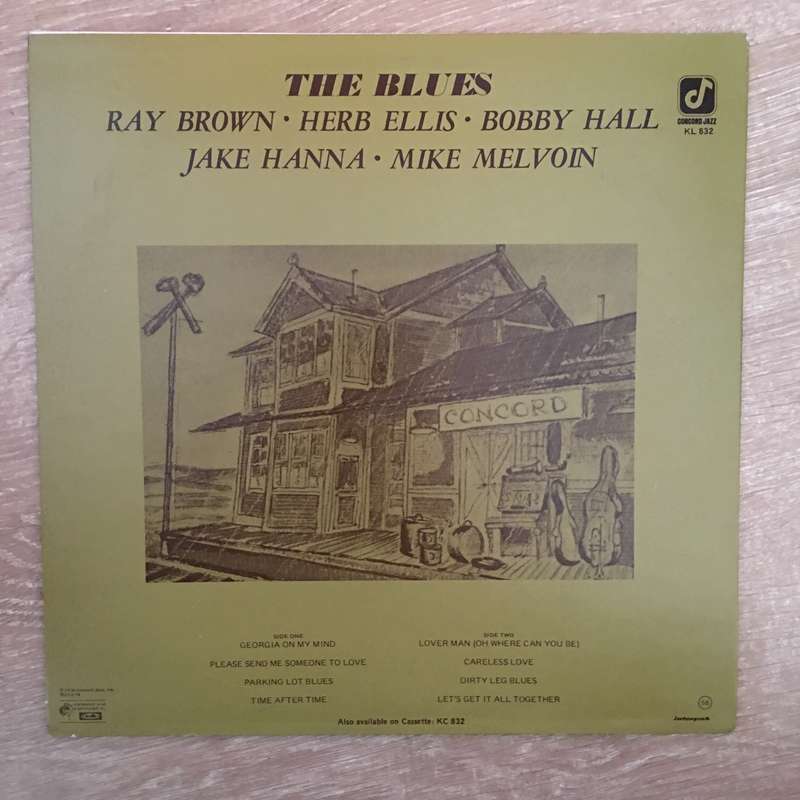 THE BLUES
RAY BROWN · HERB ELLIS · BOBBY HALL
JAKE HANNA · MIKE MELVOIN
CONCORD JAZZ
KL 832
CONCORD
SIDE ONE
GEORGIA ON MY MIND
PLEASE SEND ME SOMEONE TO LOVE
PARKING LOT BLUES
TIME AFTER TIME
SIDE TWO
LOVER MAN (OH WHERE CAN YOU BE)
CARELESS LOVE
DIRTY LEG BLUES
LET'S GET IT ALL TOGETHER
Also available on Cassette: KC 832